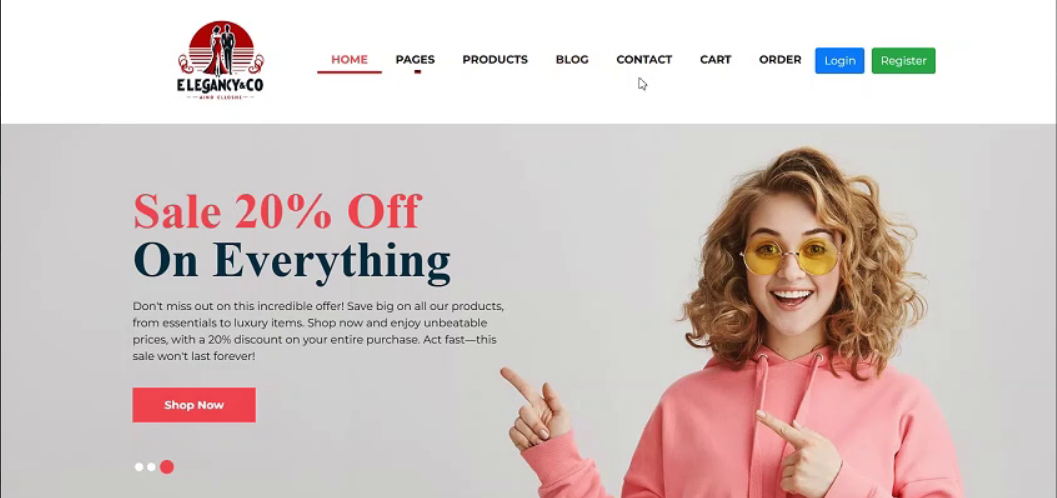 ELEGANCY&CO
HOME PAGES PRODUCTS BLOG CONTACT CART ORDER Login Register
Sale 20% Off
On Everything
Don't miss out on this incredible offer! Save big on all our products,
from essentials to luxury items. Shop now and enjoy unbeatable
prices, with a 20% discount on your entire purchase. Act fast—this
sale won't last forever!
Shop Now